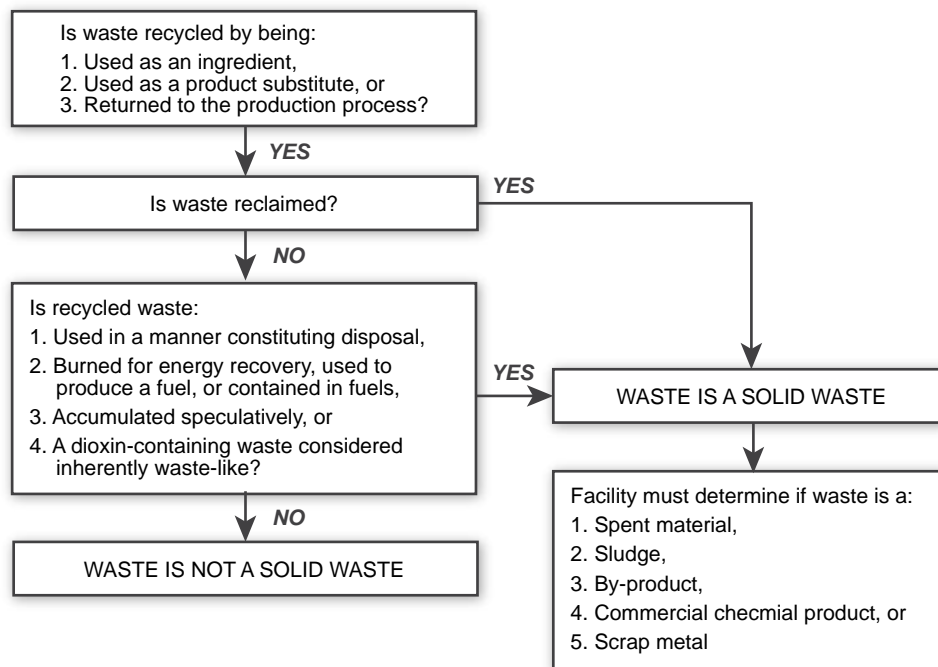 Is waste recycled by being:
1. Used as an ingredient,
2. Used as a product substitute, or
3. Returned to the production process?
YES
Is waste reclaimed?
YES
NO
Is recycled waste:
1. Used in a manner constituting disposal,
2. Burned for energy recovery, used to
produce a fuel, or contained in fuels,
3. Accumulated speculatively, or
4. A dioxin-containing waste considered
inherently waste-like?
YES
WASTE IS A SOLID WASTE
NO
WASTE IS NOT A SOLID WASTE
Facility must determine if waste is a:
1. Spent material,
2. Sludge,
3. By-product,
4. Commercial checmial product, or
5. Scrap metal